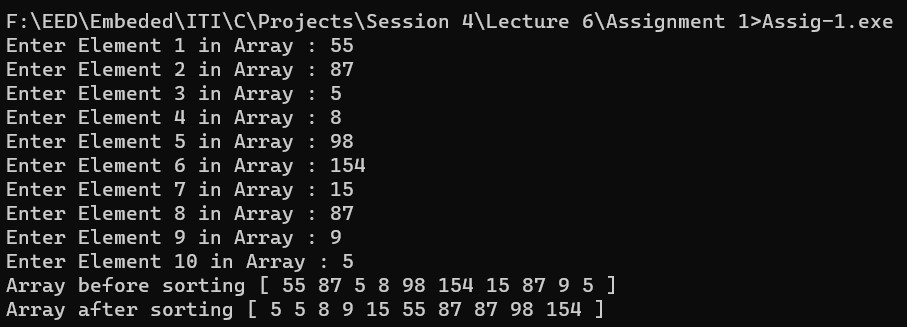 F:\EED\Embeded\ITI\C\Projects\Session 4\Lecture 6\Assignment 1>Assig-1.exe
Enter Element 1 in Array : 55
Enter Element 2 in Array : 87
Enter Element 3 in Array : 5
Enter Element 4 in Array : 8
Enter Element 5 in Array : 98
Enter Element 6 in Array : 154
Enter Element 7 in Array : 15
Enter Element 8 in Array : 87
Enter Element 9 in Array : 9
Enter Element 10 in Array : 5
Array before sorting [ 55 87 5 8 98 154 15 87 9 5 ]
Array after sorting [ 5 5 8 9 15 55 87 87 98 154 ]